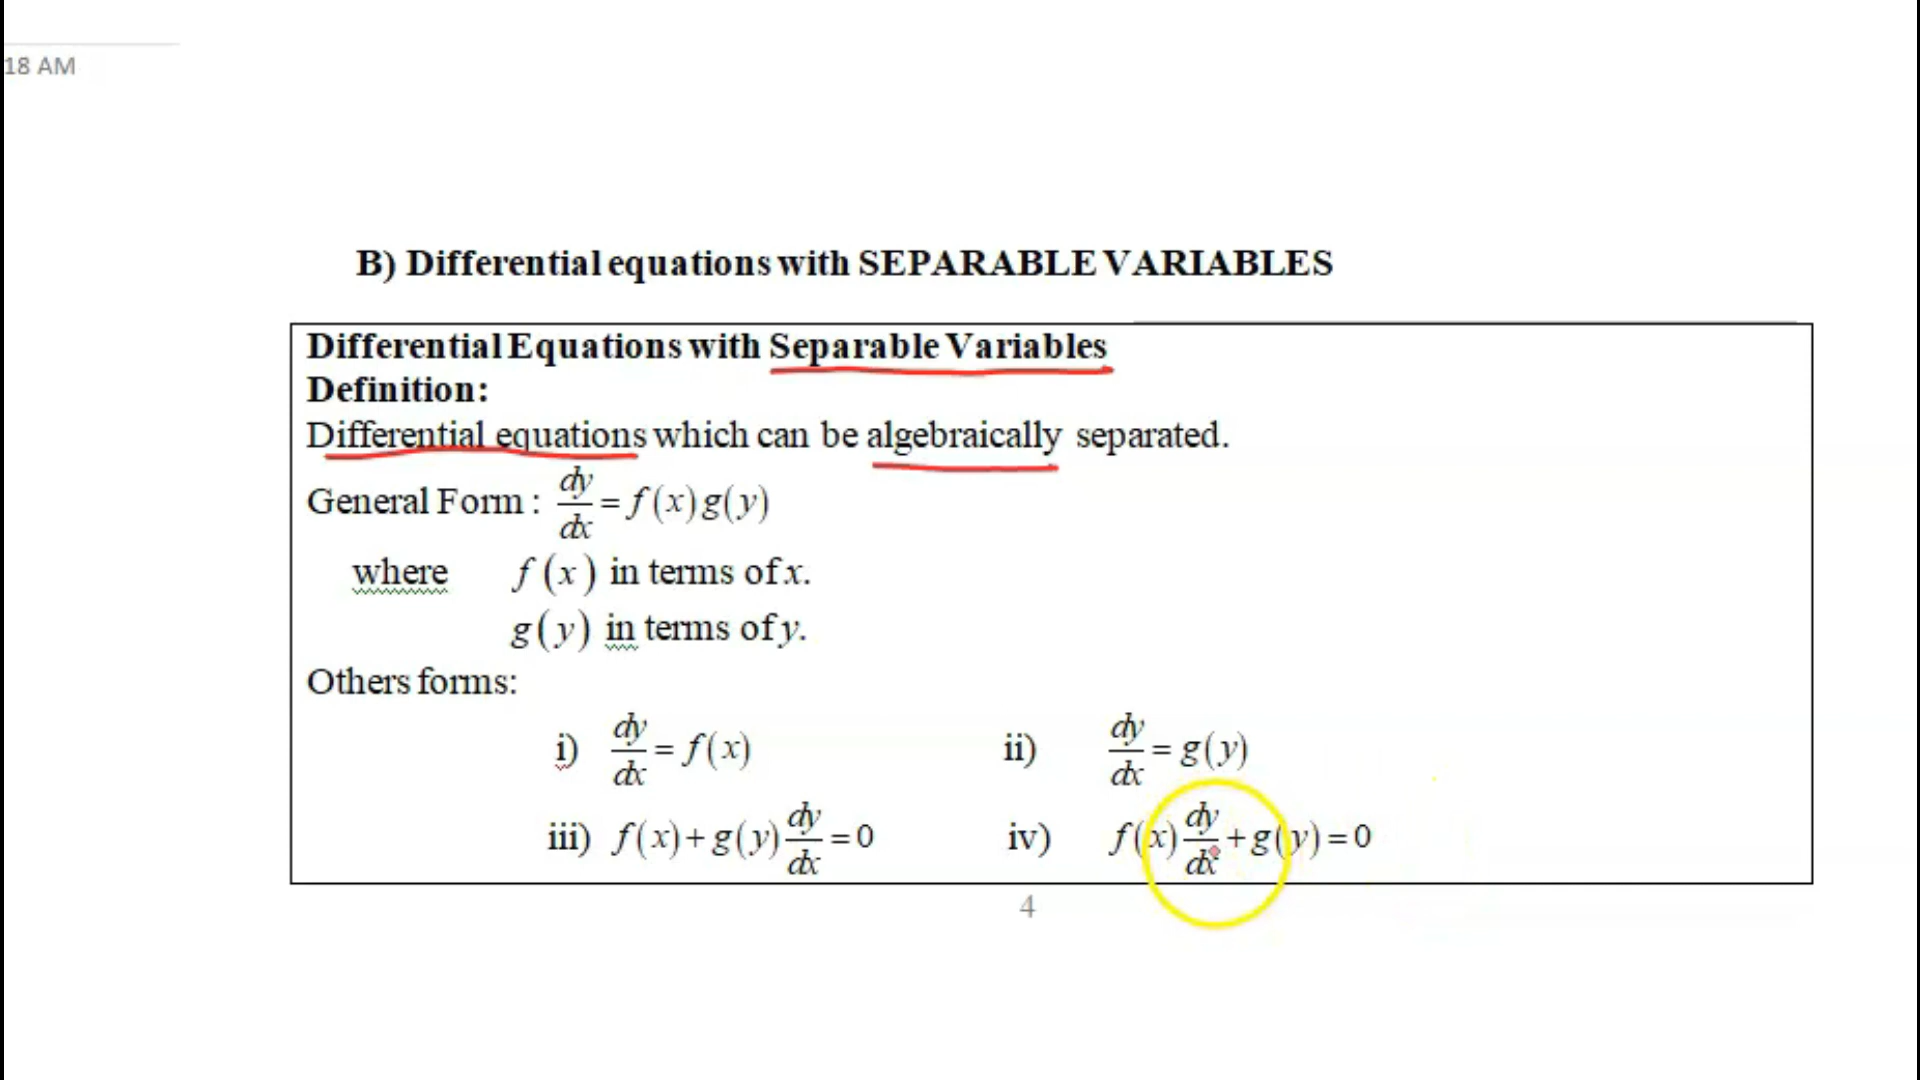 18 AM
B) Differential equations with SEPARABLE VARIABLES
Differential Equations with Separable Variables
Definition:
Differential equations which can be algebraically separated.
General Form : dy/dx = f(x)g(y)
where f(x) in terms of x.
g(y) in terms of y.
Others forms:
i) dy/dx = f(x) ii) dy/dx = g(y)
iii) f(x)+g(y)dy/dx=0 iv) f(x)dy/dx+g(y)=0
4